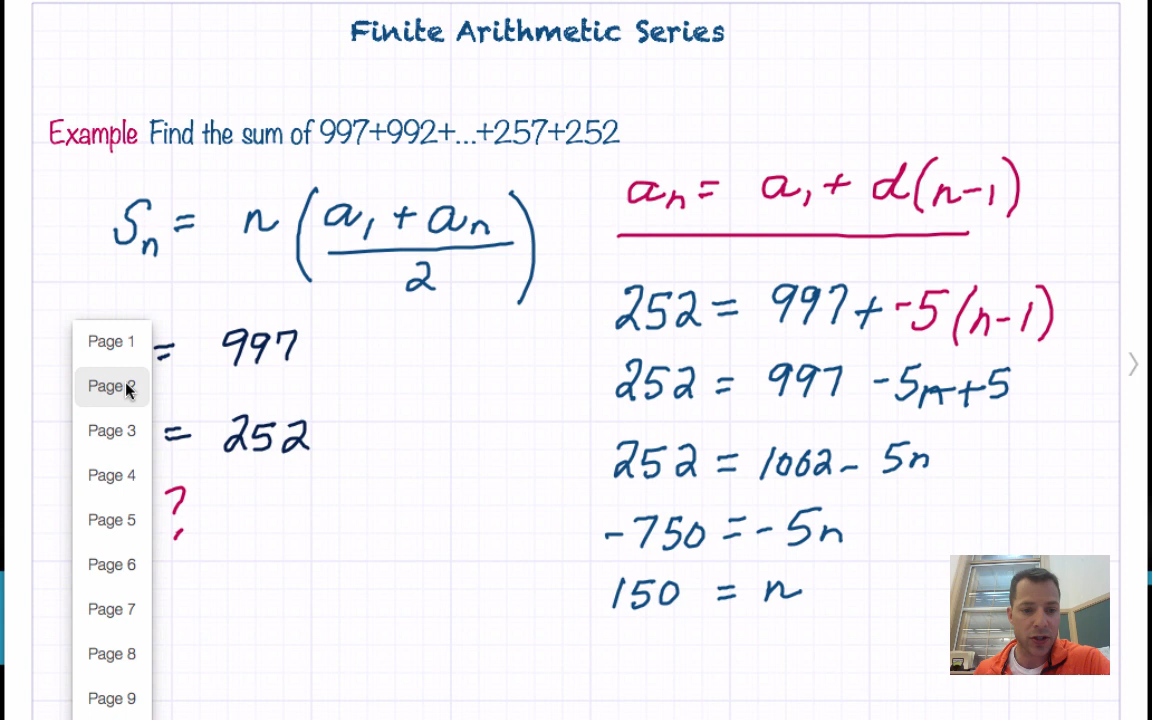 Finite Arithmetic Series
Example Find the sum of 997+992+...+257+252
Sn = n (a1 + an / 2)
an = a1 + d(n-1)
252 = 997 + -5(n-1)
= 997
252 = 997 -5n+5
= 252
252 = 1002 - 5n
?
-750 = -5n
150 = n
Page 1
Page 2
Page 3
Page 4
Page 5
Page 6
Page 7
Page 8
Page 9